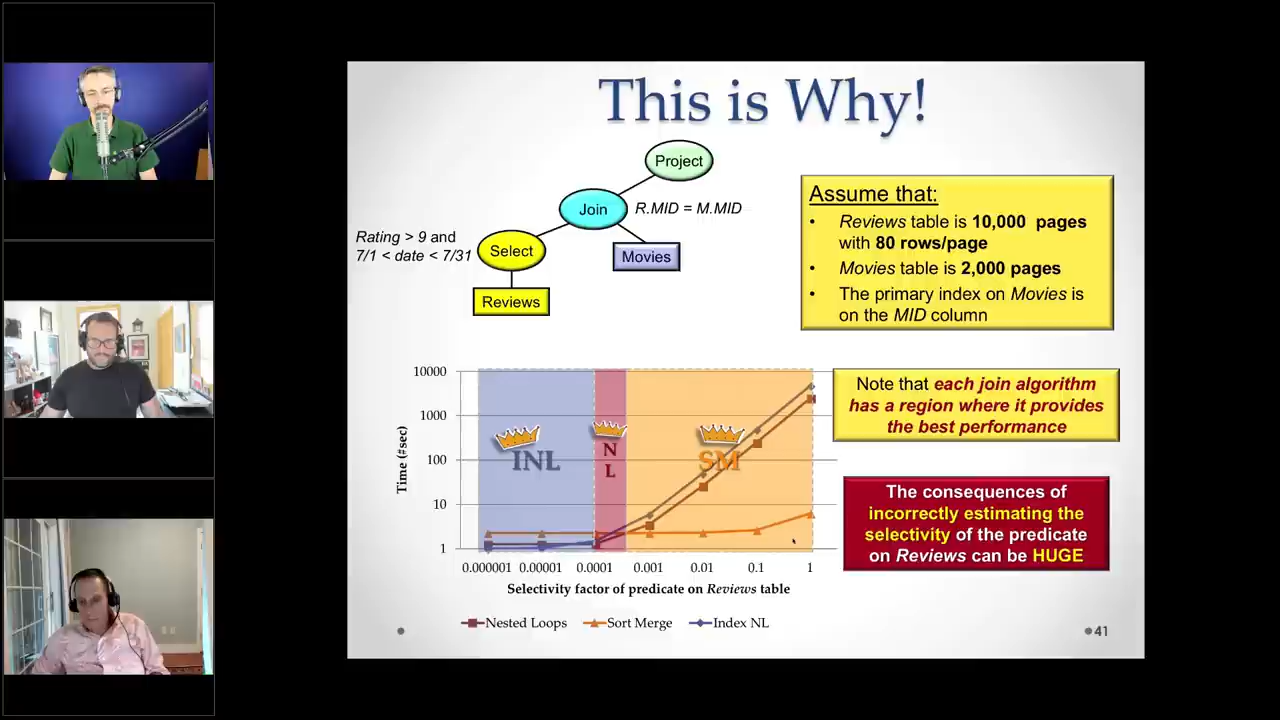 This is Why!
Project
Join
R.MID = M.MID
Rating > 9 and
7/1 < date < 7/31
Select
Movies
Reviews
Assume that:
• Reviews table is 10,000 pages
with 80 rows/page
• Movies table is 2,000 pages
• The primary index on Movies is
on the MID column
Time (#sec)
10000
1000
100
10
1
INL
N
L
SM
0.000001 0.00001 0.0001 0.001 0.01 0.1 1
Selectivity factor of predicate on Reviews table
Nested Loops Sort Merge Index NL
Note that each join algorithm
has a region where it provides
the best performance
The consequences of
incorrectly estimating the
selectivity of the predicate
on Reviews can be HUGE
41